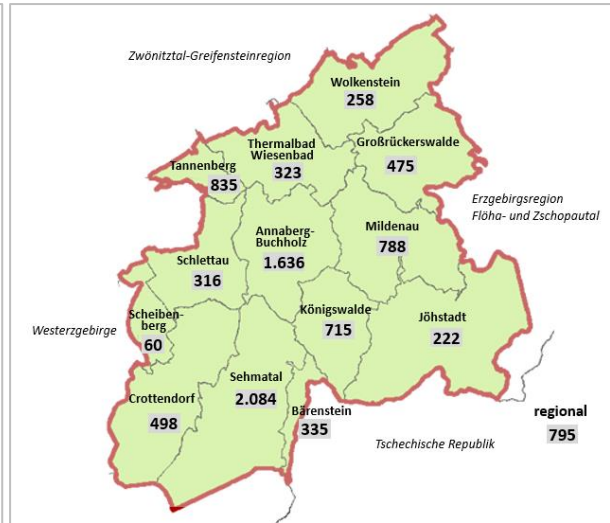 Zwönitztal-Greifensteinregion
Wolkenstein
258
Thermalbad
Wiesenbad
323
Großrückerswalde
475
Tannenberg
835
Erzgebirgsregion
Flöha- und Zschopautal
Annaberg-
Buchholz
1.636
Mildenau
788
Schlettau
316
Scheiben-
berg
60
Westerzgebirge
Königswalde
715
Jöhstadt
222
Sehmatal
2.084
Crottendorf
498
Bärenstein
335
regional
795
Tschechische Republik